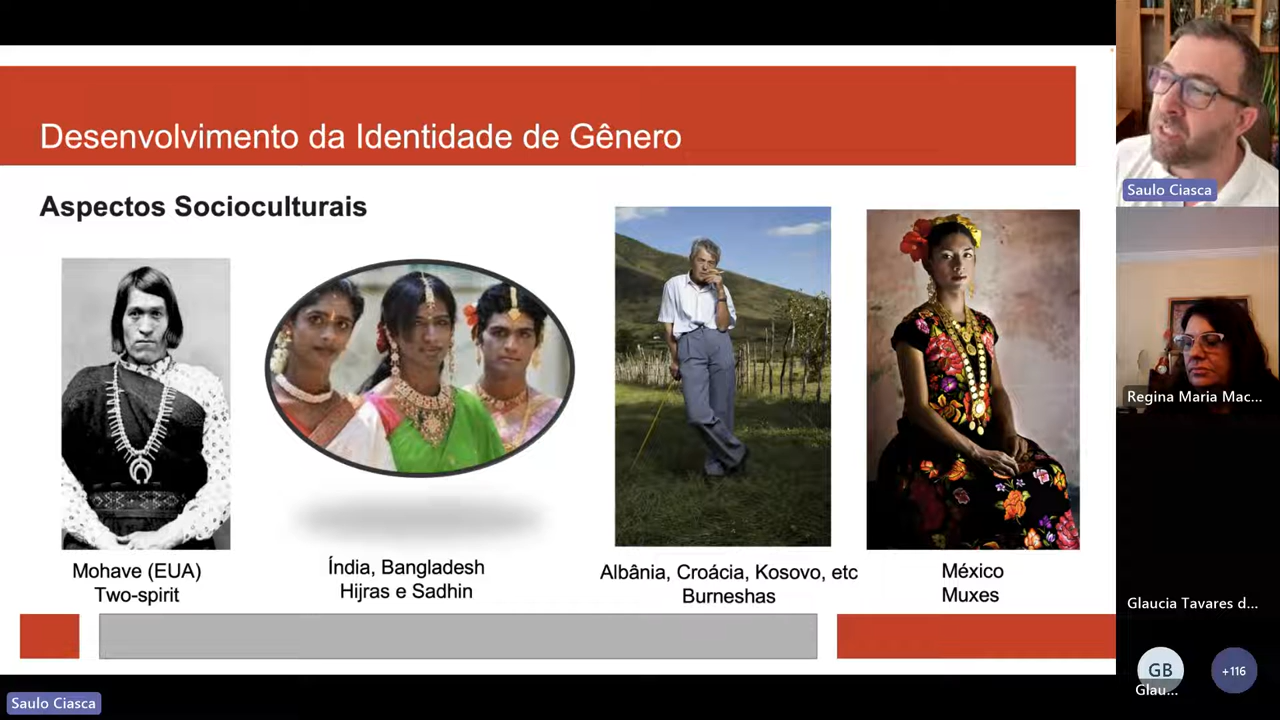 Desenvolvimento da Identidade de Gênero
Aspectos Socioculturais
Mohave (EUA)
Two-spirit
Índia, Bangladesh
Hijras e Sadhin
Albânia, Croácia, Kosovo, etc
Burneshas
México
Muxes
Saulo Ciasca
Regina Maria Mac...
Glaucia Tavares d...
GB
Glau...
+116
Saulo Ciasca